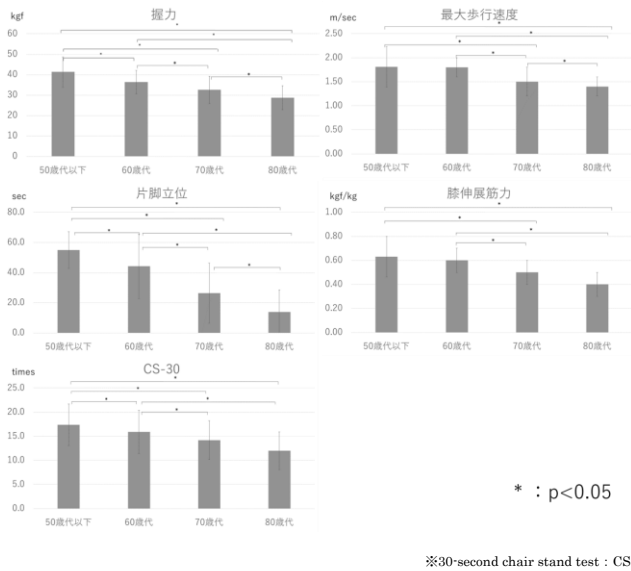 握力
kgf
60
50
40
30
20
10
0
* * * * * *
50歳代以下 60歳代 70歳代 80歳代
最大歩行速度
m/sec
2.50
2.00
1.50
1.00
0.50
0.00
* * * * *
50歳代以下 60歳代 70歳代 80歳代
片脚立位
sec
80.0
60.0
40.0
20.0
0.0
* * * * * *
50歳代以下 60歳代 70歳代 80歳代
膝伸展筋力
kgf/kg
1.00
0.80
0.60
0.40
0.20
0.00
* * * *
50歳代以下 60歳代 70歳代 80歳代
CS-30
times
25.0
20.0
15.0
10.0
5.0
0.0
* * * * *
50歳代以下 60歳代 70歳代 80歳代
*：p<0.05
※30-second chair stand test：CS